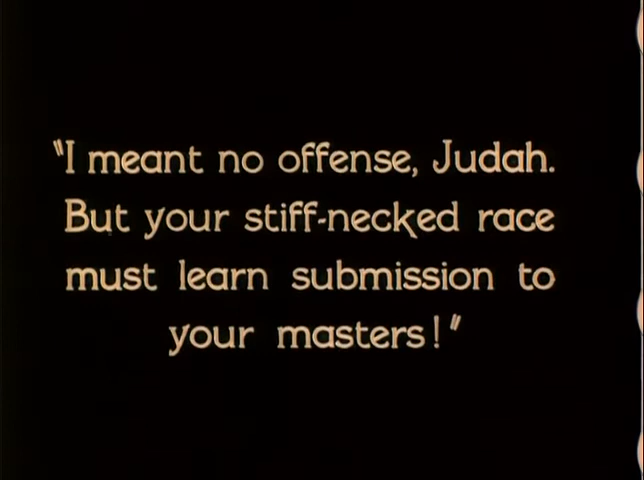 "I meant no offense, Judah.
But your stiff-necked race
must learn submission to
your masters!"